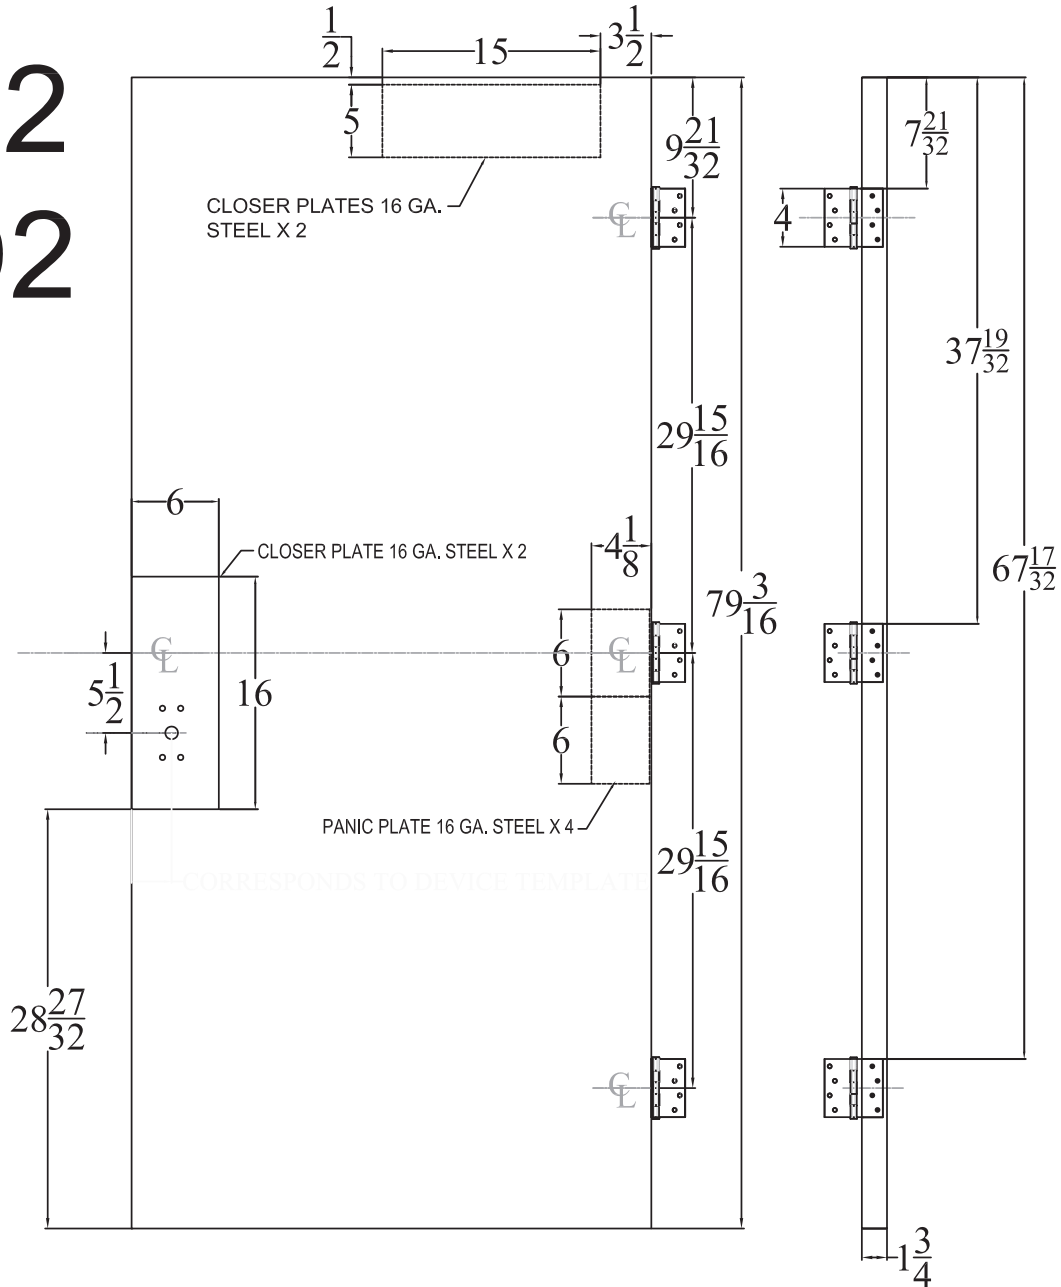 2
2
1/2
15
3 1/2
5
9 21/32
7 21/32
CLOSER PLATES 16 GA.
STEEL X 2
CL
4
37 19/32
29 15/16
6
CLOSER PLATE 16 GA. STEEL X 2
4 1/8
67 17/32
79 3/16
CL
6
CL
5 1/2
16
6
PANIC PLATE 16 GA. STEEL X 4
29 15/16
CORRESPONDS TO DEVICE TEMPLATE
28 27/32
CL
1 3/4